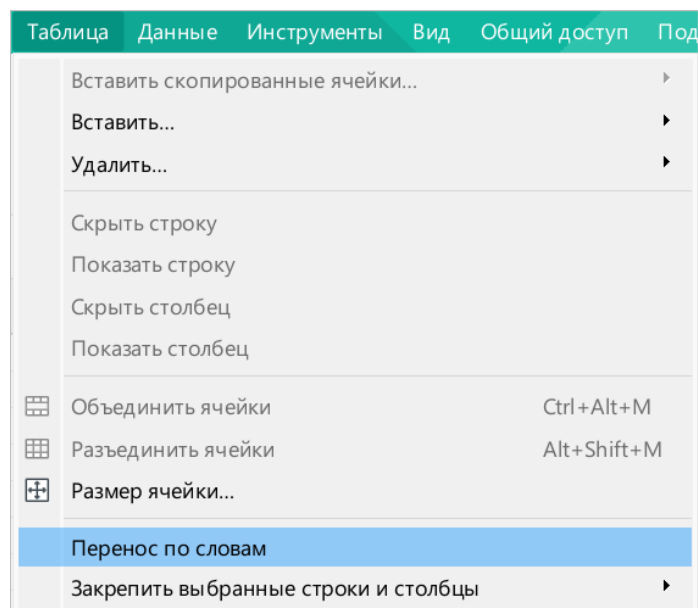 Таблица Данные Инструменты Вид Общий доступ Под
Вставить скопированные ячейки...
Вставить...
Удалить...
Скрыть строку
Показать строку
Скрыть столбец
Показать столбец
Объединить ячейки Ctrl+Alt+M
Разъединить ячейки Alt+Shift+M
Размер ячейки...
Перенос по словам
Закрепить выбранные строки и столбцы